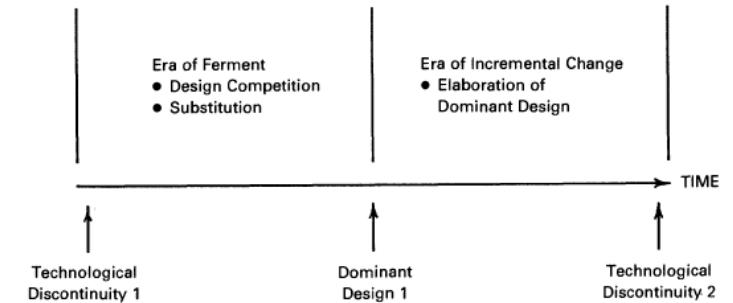 Era of Ferment
● Design Competition
● Substitution
Era of Incremental Change
● Elaboration of
Dominant Design
TIME
Technological
Discontinuity 1
Dominant
Design 1
Technological
Discontinuity 2